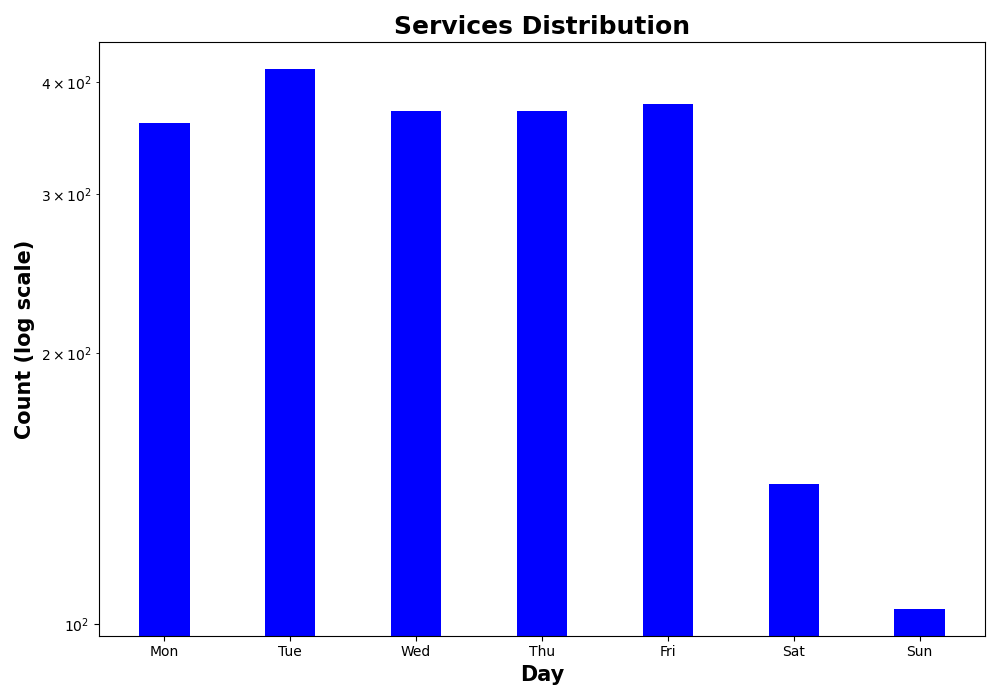 Services Distribution
Count (log scale)
4 × 10²
3 × 10²
2 × 10²
10²
Mon Tue Wed Thu Fri Sat Sun
Day